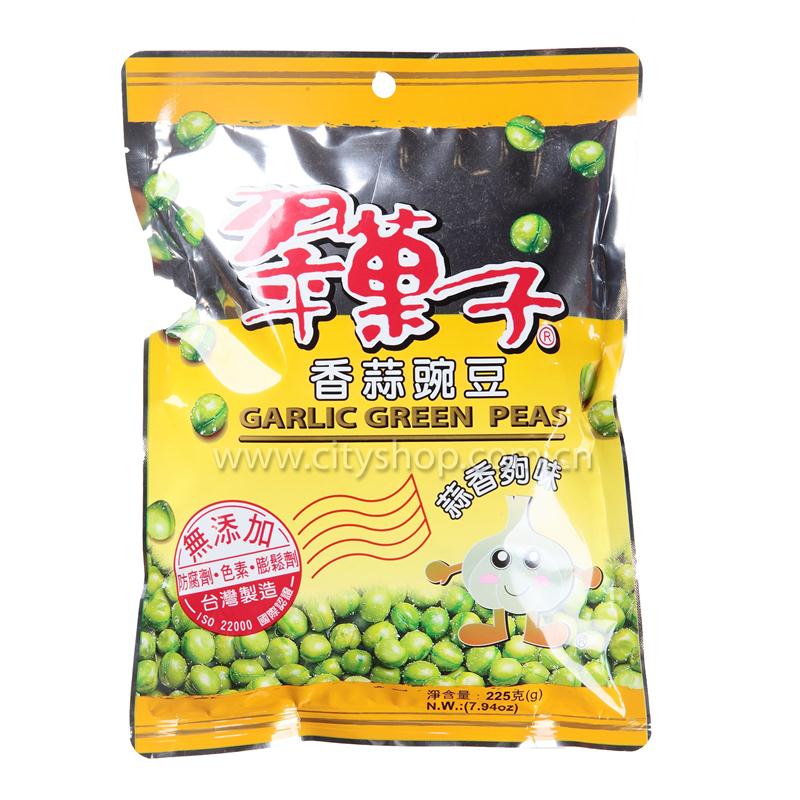 翠菓子
®
香蒜豌豆
GARLIC GREEN PEAS
www.cityshop.com.cn
蒜香夠味
無添加
防腐劑•色素•膨鬆劑
台灣製造
ISO 22000 國際認證
®
淨含量：225克(g)
N.W.:(7.94oz)